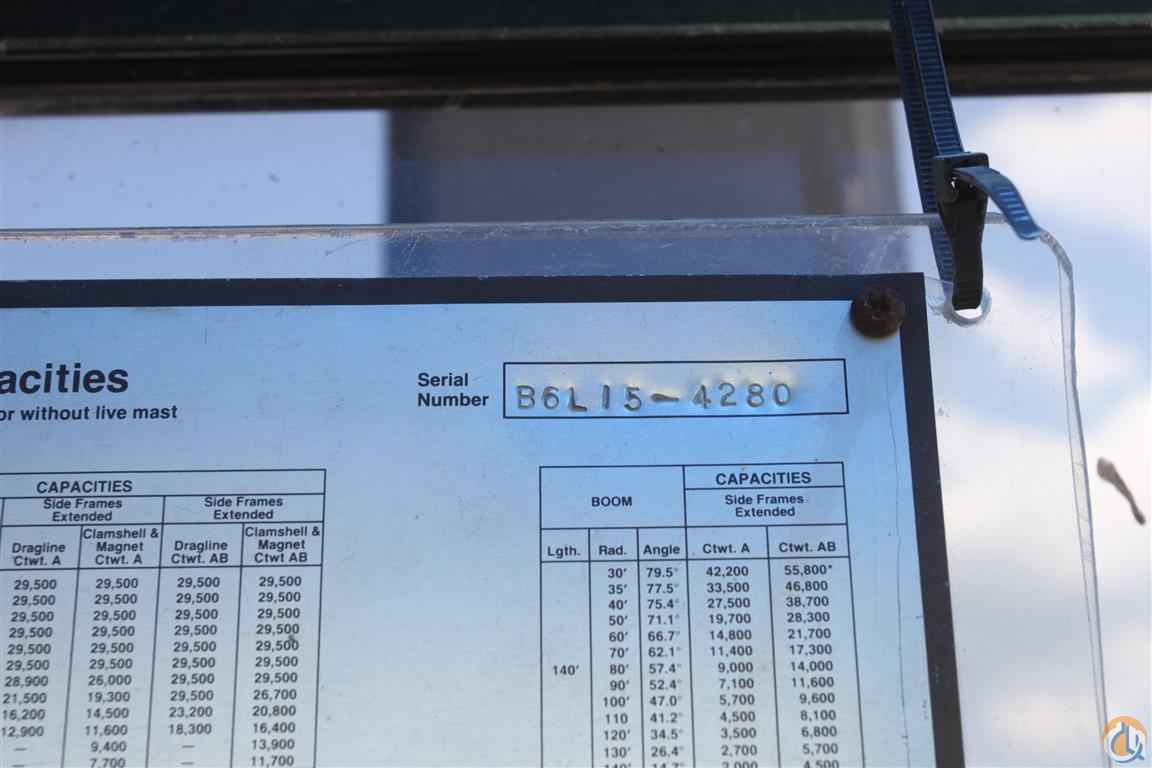 acities
or without live mast
Serial
Number
B6L15-4280
CAPACITIES
Side Frames Side Frames
Extended Extended
Dragline Clamshell & Dragline Clamshell &
Ctwt. A Magnet Ctwt. AB Magnet
Ctwt. A Ctwt AB
29,500 29,500 29,500 29,500
29,500 29,500 29,500 29,500
29,500 29,500 29,500 29,500
29,500 29,500 29,500 29,500
29,500 29,500 29,500 29,500
29,500 29,500 29,500 29,500
28,900 26,000 29,500 29,500
21,500 19,300 29,500 26,700
16,200 14,500 23,200 20,800
12,900 11,600 18,300 16,400
— 9,400 — 13,900
— 7,700 — 11,700
BOOM CAPACITIES
Side Frames
Extended
Lgth. Rad. Angle Ctwt. A Ctwt. AB
30' 79.5° 42,200 55,800*
35' 77.5° 33,500 46,800
40' 75.4° 27,500 38,700
50' 71.1° 19,700 28,300
60' 66.7° 14,800 21,700
70' 62.1° 11,400 17,300
140' 80' 57.4° 9,000 14,000
90' 52.4° 7,100 11,600
100' 47.0° 5,700 9,600
110 41.2° 4,500 8,100
120' 34.5° 3,500 6,800
130' 26.4° 2,700 5,700
140' 14.7° 2,000 4,500